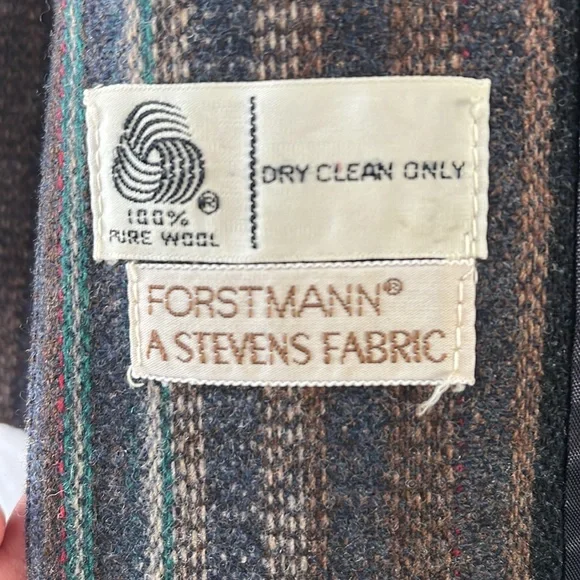 DRY CLEAN ONLY
®
100%
PURE WOOL
FORSTMANN®
A STEVENS FABRIC